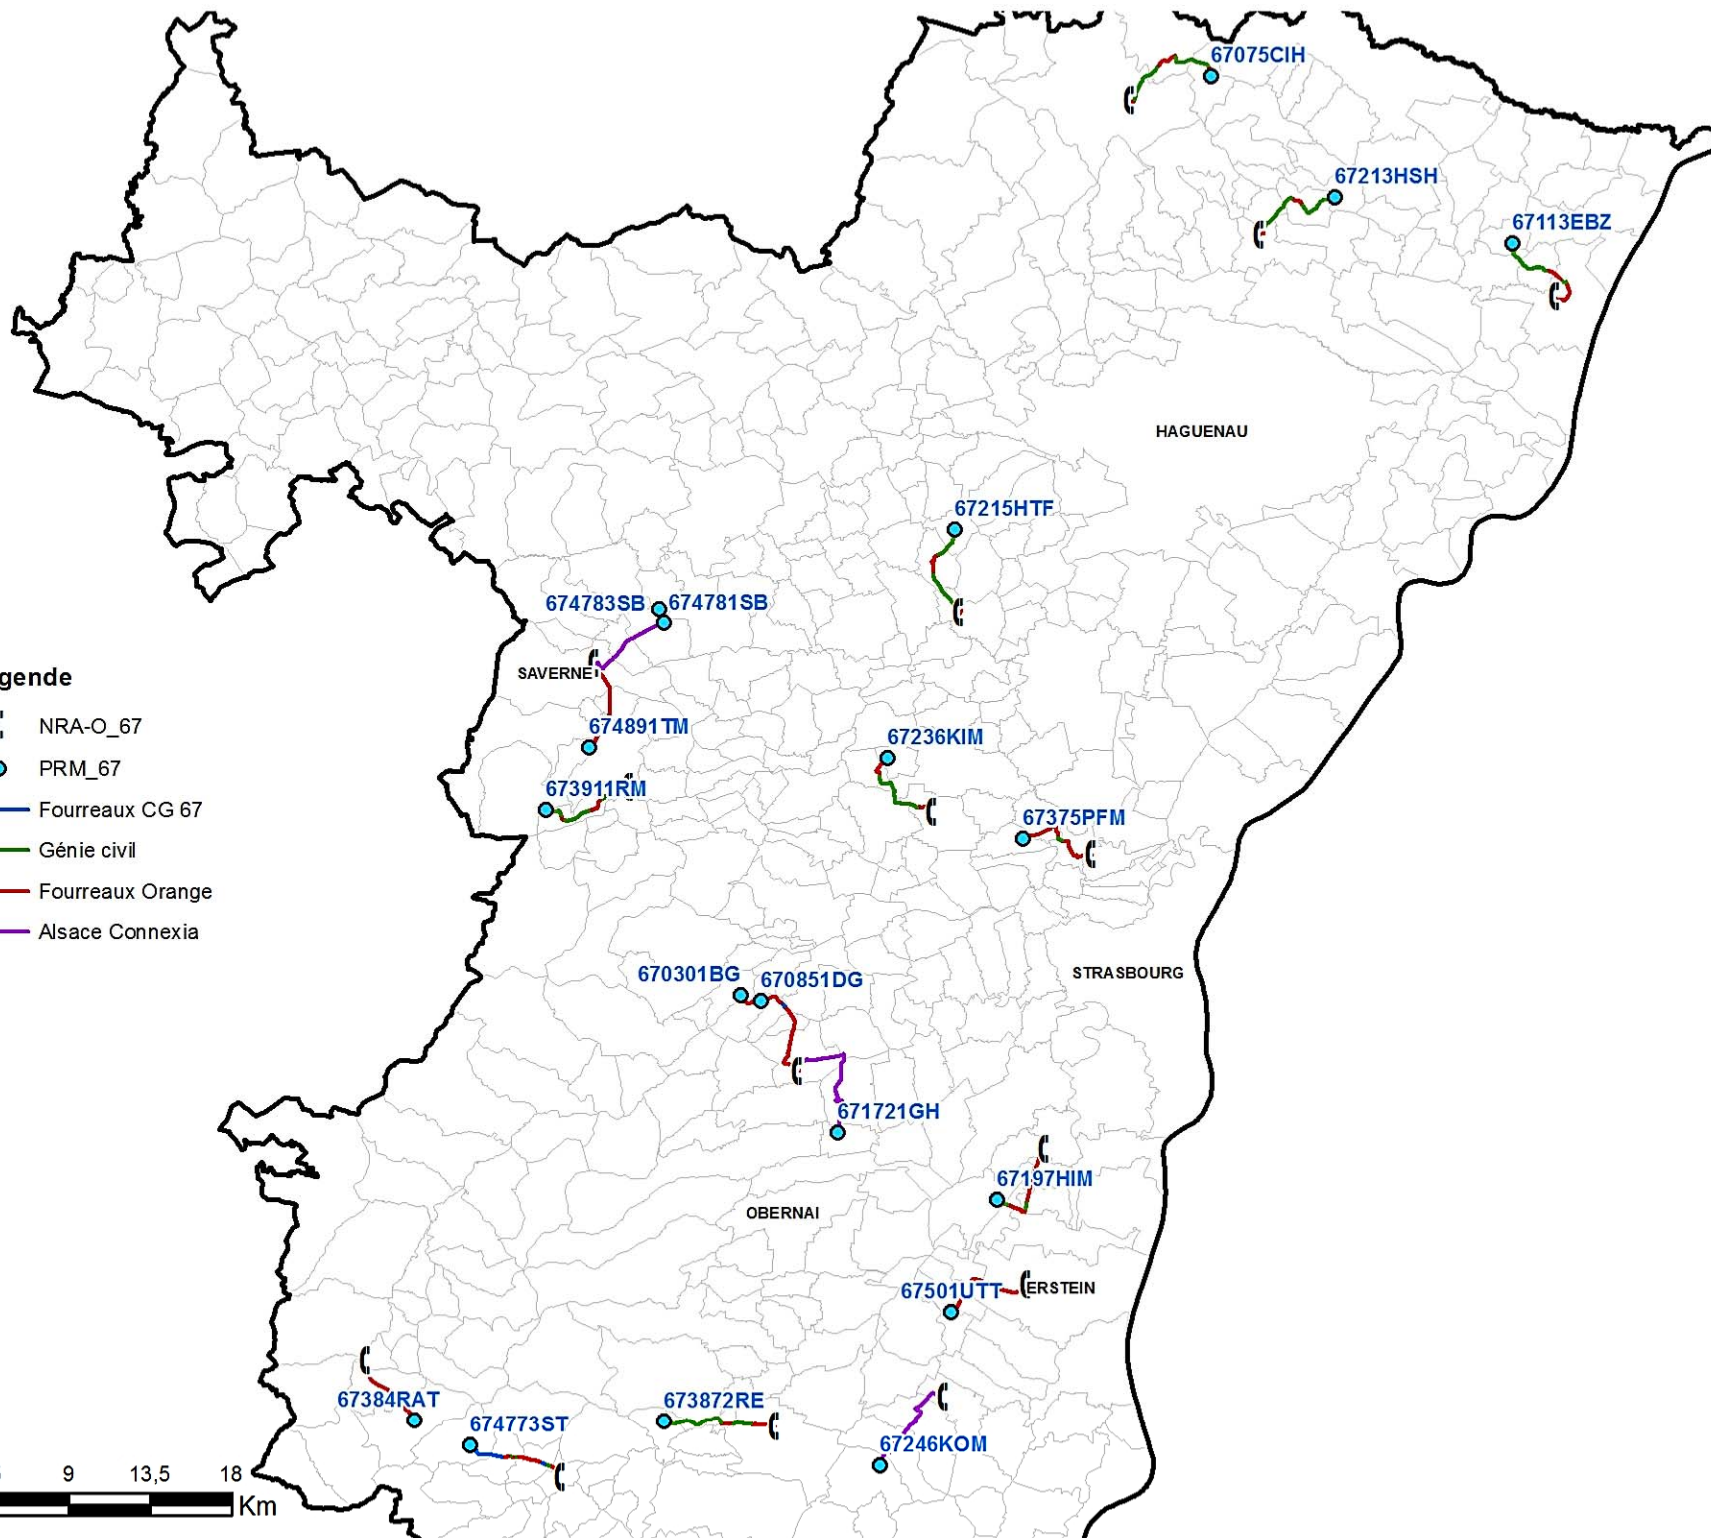 67075CIH
67213HSH
67113EBZ
HAGUENAU
67215HTF
674783SB
674781SB
SAVERNE
gende
NRA-O_67
674891TM
67236KIM
PRM_67
673911RM
Fourreaux CG 67
67375PFM
Génie civil
Fourreaux Orange
Alsace Connexia
670301BG
670851DG
STRASBOURG
671721GH
67197HIM
OBERNAI
67501UTT
ERSTEIN
67384RAT
673872RE
674773ST
67246KOM
9 13,5 18
Km